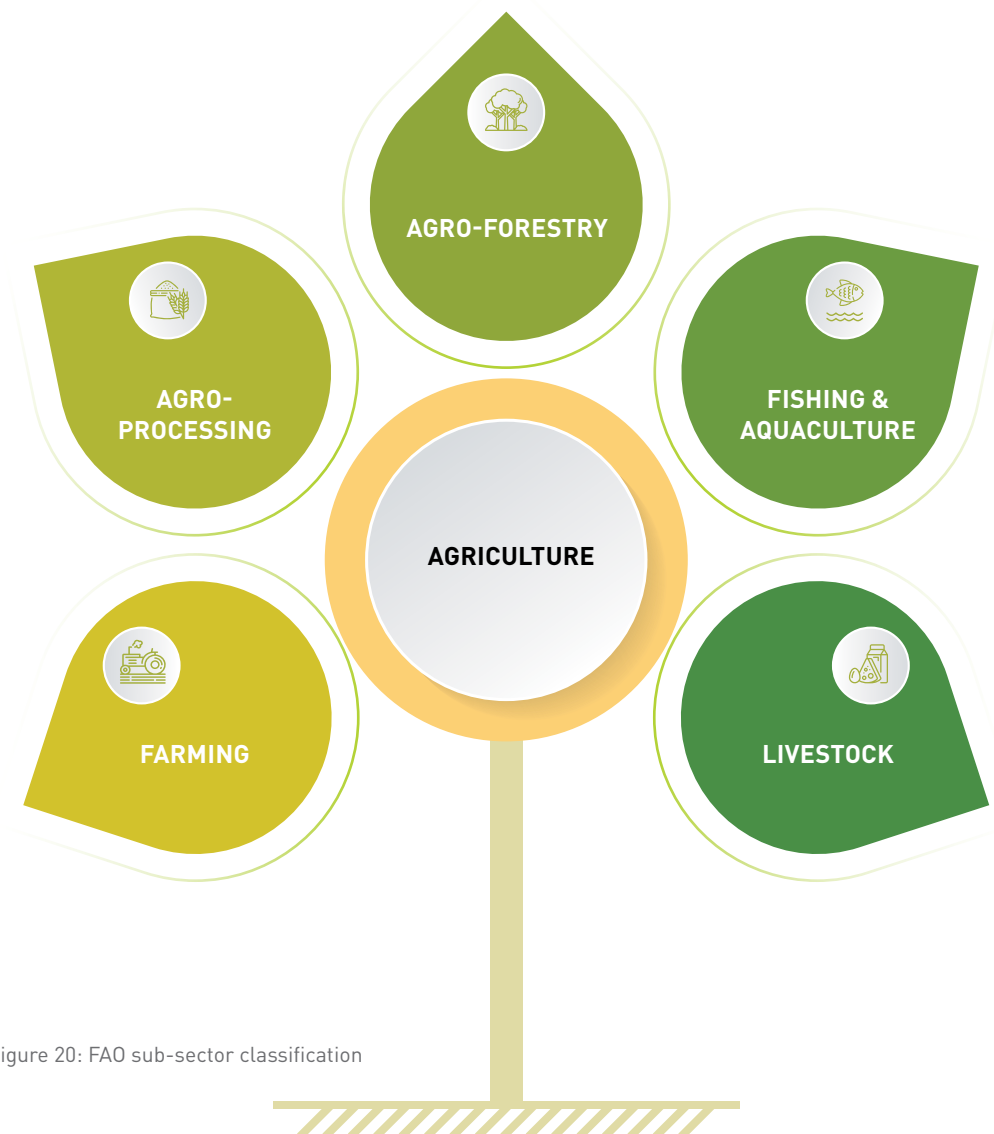 AGRO-FORESTRY
AGRO-
PROCESSING
FISHING &
AQUACULTURE
AGRICULTURE
FARMING
LIVESTOCK
igure 20: FAO sub-sector classification